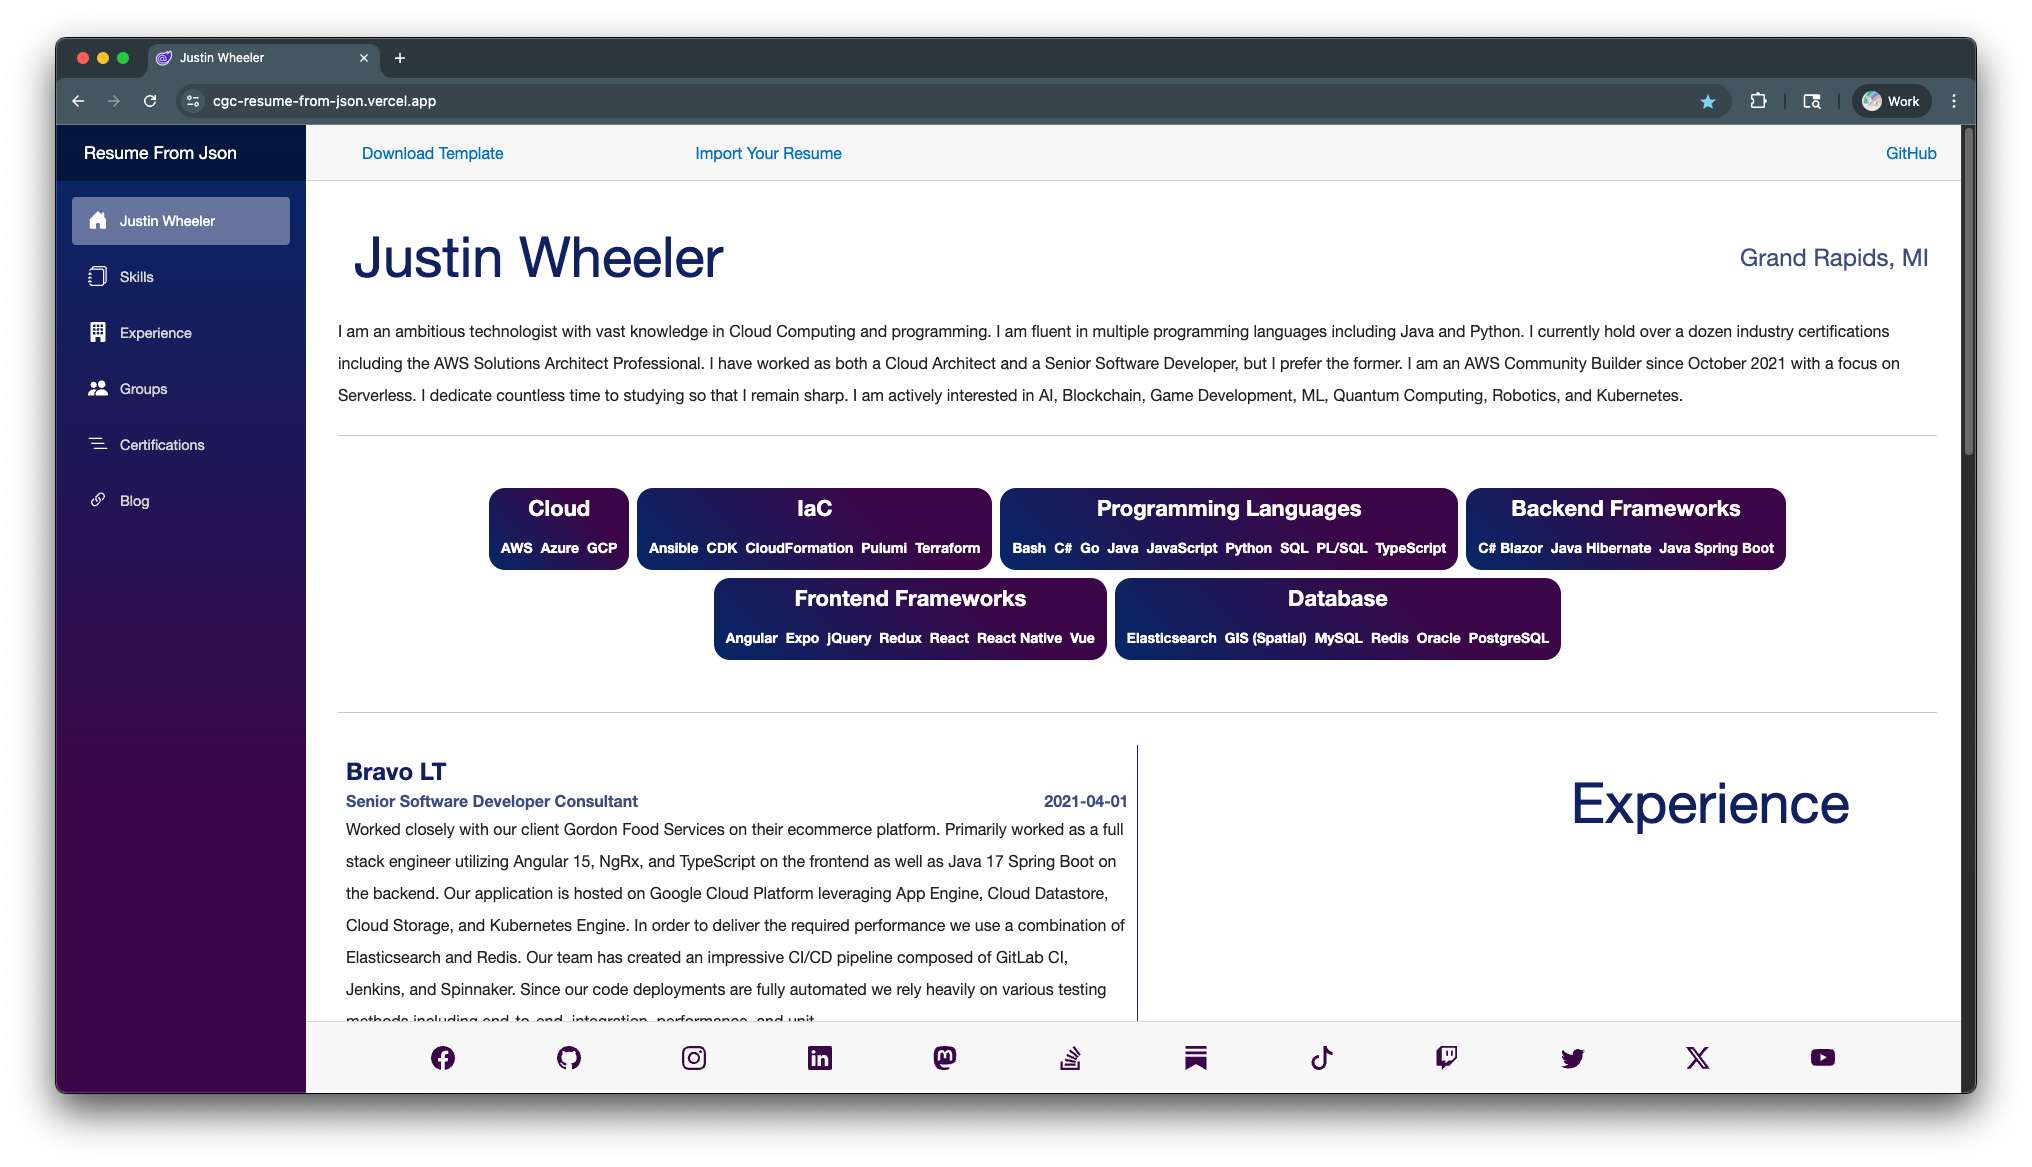 Justin Wheeler
cgc-resume-from-json.vercel.app
Work
Resume From Json
Download Template
Import Your Resume
GitHub
Justin Wheeler
Skills
Experience
Groups
Certifications
Blog
Justin Wheeler
Grand Rapids, MI
I am an ambitious technologist with vast knowledge in Cloud Computing and programming. I am fluent in multiple programming languages including Java and Python. I currently hold over a dozen industry certifications
including the AWS Solutions Architect Professional. I have worked as both a Cloud Architect and a Senior Software Developer, but I prefer the former. I am an AWS Community Builder since October 2021 with a focus on
Serverless. I dedicate countless time to studying so that I remain sharp. I am actively interested in AI, Blockchain, Game Development, ML, Quantum Computing, Robotics, and Kubernetes.
Cloud
AWS Azure GCP
IaC
Ansible CDK CloudFormation Pulumi Terraform
Programming Languages
Bash C# Go Java JavaScript Python SQL PL/SQL TypeScript
Backend Frameworks
C# Blazor Java Hibernate Java Spring Boot
Frontend Frameworks
Angular Expo jQuery Redux React React Native Vue
Database
Elasticsearch GIS (Spatial) MySQL Redis Oracle PostgreSQL
Bravo LT
Senior Software Developer Consultant
2021-04-01
Worked closely with our client Gordon Food Services on their ecommerce platform. Primarily worked as a full
stack engineer utilizing Angular 15, NgRx, and TypeScript on the frontend as well as Java 17 Spring Boot on
the backend. Our application is hosted on Google Cloud Platform leveraging App Engine, Cloud Datastore,
Cloud Storage, and Kubernetes Engine. In order to deliver the required performance we use a combination of
Elasticsearch and Redis. Our team has created an impressive CI/CD pipeline composed of GitLab CI,
Jenkins, and Spinnaker. Since our code deployments are fully automated we rely heavily on various testing
methods including end-to-end, integration, performance, and unit.
Experience